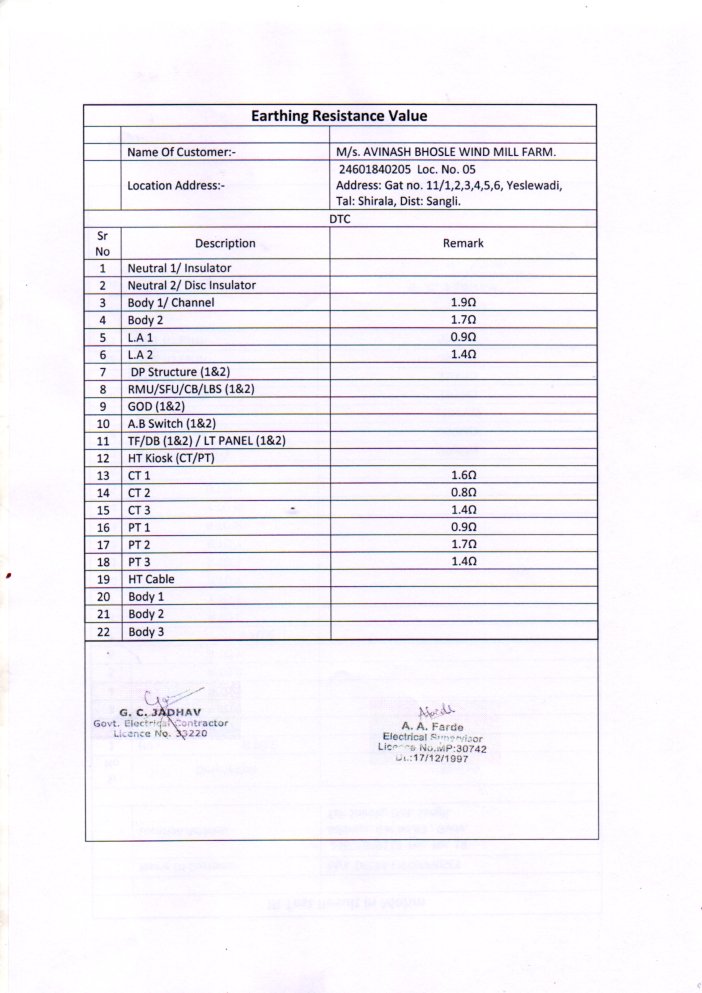 Earthing Resistance Value
Name Of Customer:- M/s. AVINASH BHOSLE WIND MILL FARM.
24601840205 Loc. No. 05
Location Address:- Address: Gat no. 11/1,2,3,4,5,6, Yeslewadi,
Tal: Shirala, Dist: Sangli.
DTC
Sr No Description Remark
1 Neutral 1/ Insulator
2 Neutral 2/ Disc Insulator
3 Body 1/ Channel 1.9Ω
4 Body 2 1.7Ω
5 L.A 1 0.9Ω
6 L.A 2 1.4Ω
7 DP Structure (1&2)
8 RMU/SFU/CB/LBS (1&2)
9 GOD (1&2)
10 A.B Switch (1&2)
11 TF/DB (1&2) / LT PANEL (1&2)
12 HT Kiosk (CT/PT)
13 CT 1 1.6Ω
14 CT 2 0.8Ω
15 CT 3 1.4Ω
16 PT 1 0.9Ω
17 PT 2 1.7Ω
18 PT 3 1.4Ω
19 HT Cable
20 Body 1
21 Body 2
22 Body 3
G. C. JADHAV
Govt. Electrical Contractor
Licence No. 33220
A. A. Farde
Electrical Supervisor
Licence No.MP:30742
Dt.:17/12/1997